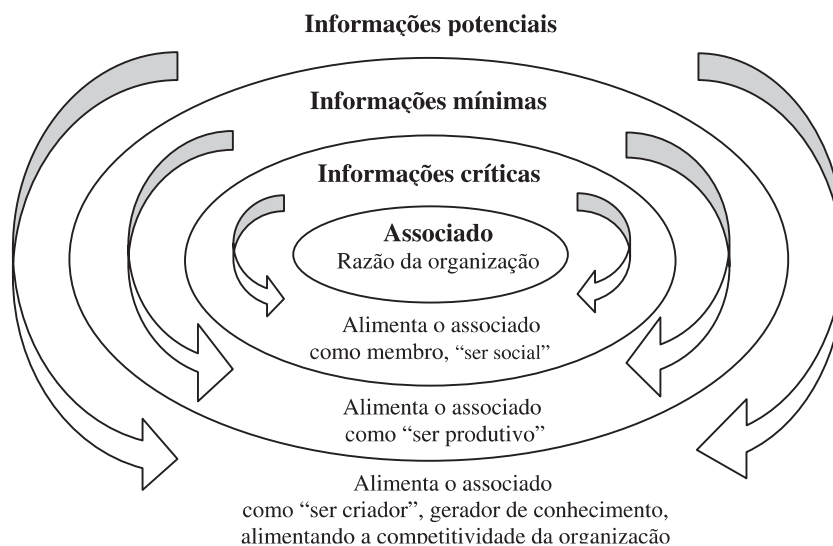 Informações potenciais
Informações mínimas
Informações críticas
Associado
Razão da organização
Alimenta o associado
como membro, “ser social”
Alimenta o associado
como “ser produtivo”
Alimenta o associado
como “ser criador”, gerador de conhecimento,
alimentando a competitividade da organização